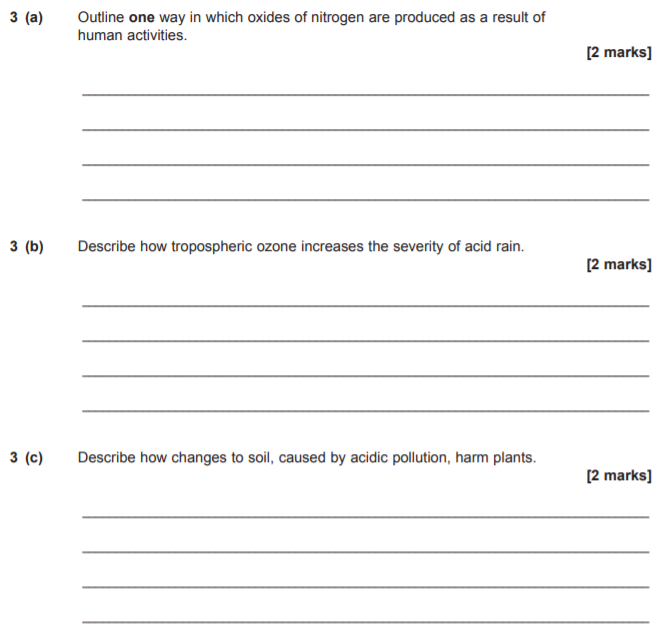 3 (a) Outline one way in which oxides of nitrogen are produced as a result of
human activities.
[2 marks]
3 (b) Describe how tropospheric ozone increases the severity of acid rain.
[2 marks]
3 (c) Describe how changes to soil, caused by acidic pollution, harm plants.
[2 marks]